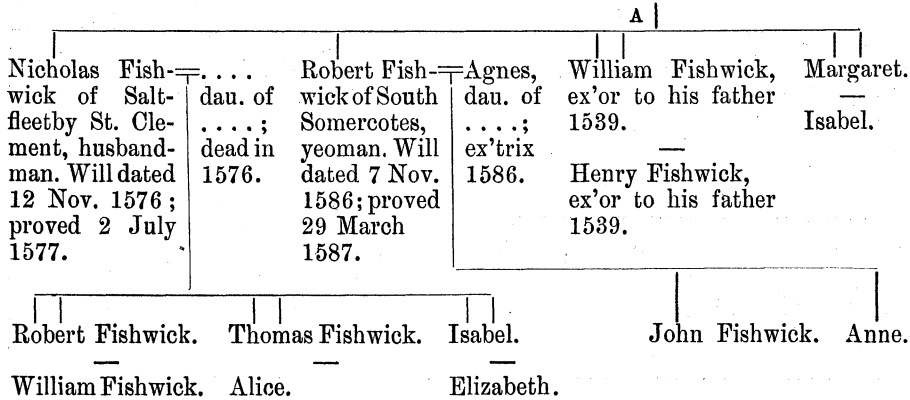 A
Nicholas Fish-
wick of Salt-
fleetby St. Cle-
ment, husband-
man. Will dated
12 Nov. 1576;
proved 2 July
1577.
. . . .
dau. of
. . . .;
dead in
1576.
Robert Fish-
wick of South
Somercotes,
yeoman. Will
dated 7 Nov.
1586; proved
29 March
1587.
Agnes,
dau. of
. . . .;
ex'trix
1586.
William Fishwick,
ex'or to his father
1539.
Henry Fishwick,
ex'or to his father
1539.
Margaret.
Isabel.
Robert Fishwick.
William Fishwick.
Thomas Fishwick.
Alice.
Isabel.
Elizabeth.
John Fishwick.
Anne.